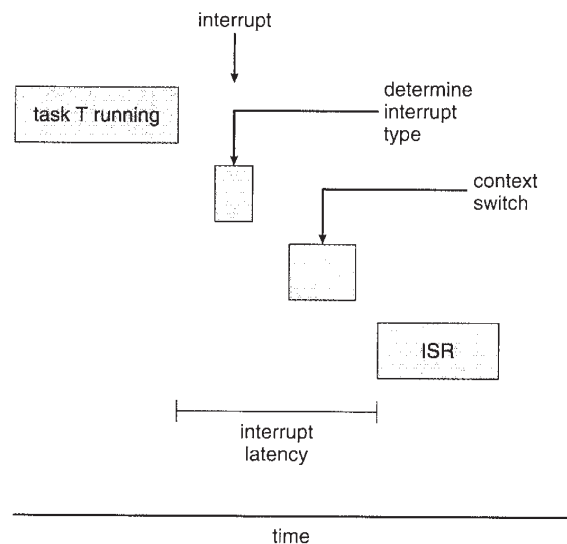 interrupt
task T running
determine
interrupt
type
context
switch
ISR
interrupt
latency
time